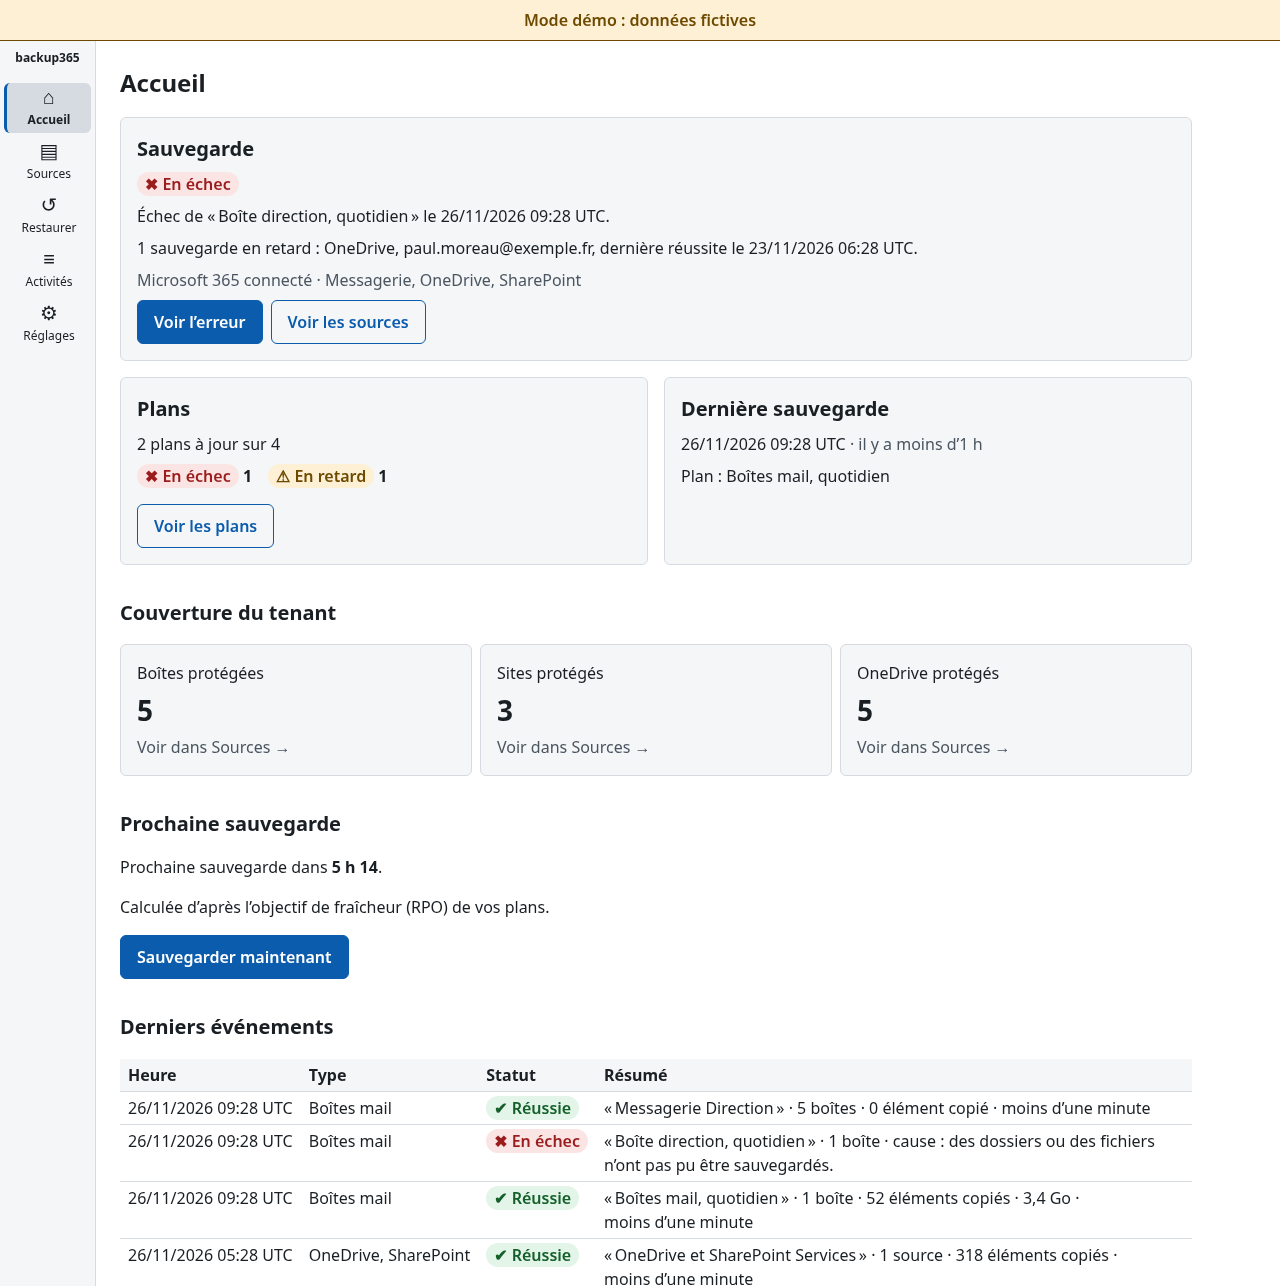 Mode démo : données fictives
backup365
Accueil
Sources
Restaurer
Activités
Réglages
Accueil
Sauvegarde
✖ En échec
Échec de « Boîte direction, quotidien » le 26/11/2026 09:28 UTC.
1 sauvegarde en retard : OneDrive, paul.moreau@exemple.fr, dernière réussite le 23/11/2026 06:28 UTC.
Microsoft 365 connecté · Messagerie, OneDrive, SharePoint
Voir l’erreur
Voir les sources
Plans
2 plans à jour sur 4
✖ En échec 1 ⚠ En retard 1
Voir les plans
Dernière sauvegarde
26/11/2026 09:28 UTC · il y a moins d’1 h
Plan : Boîtes mail, quotidien
Couverture du tenant
Boîtes protégées
5
Voir dans Sources →
Sites protégés
3
Voir dans Sources →
OneDrive protégés
5
Voir dans Sources →
Prochaine sauvegarde
Prochaine sauvegarde dans 5 h 14.
Calculée d’après l’objectif de fraîcheur (RPO) de vos plans.
Sauvegarder maintenant
Derniers événements
Heure Type Statut Résumé
26/11/2026 09:28 UTC Boîtes mail ✔ Réussie « Messagerie Direction » · 5 boîtes · 0 élément copié · moins d’une minute
26/11/2026 09:28 UTC Boîtes mail ✖ En échec « Boîte direction, quotidien » · 1 boîte · cause : des dossiers ou des fichiers
n’ont pas pu être sauvegardés.
26/11/2026 09:28 UTC Boîtes mail ✔ Réussie « Boîtes mail, quotidien » · 1 boîte · 52 éléments copiés · 3,4 Go ·
moins d’une minute
26/11/2026 05:28 UTC OneDrive, SharePoint ✔ Réussie « OneDrive et SharePoint Services » · 1 source · 318 éléments copiés ·
moins d’une minute